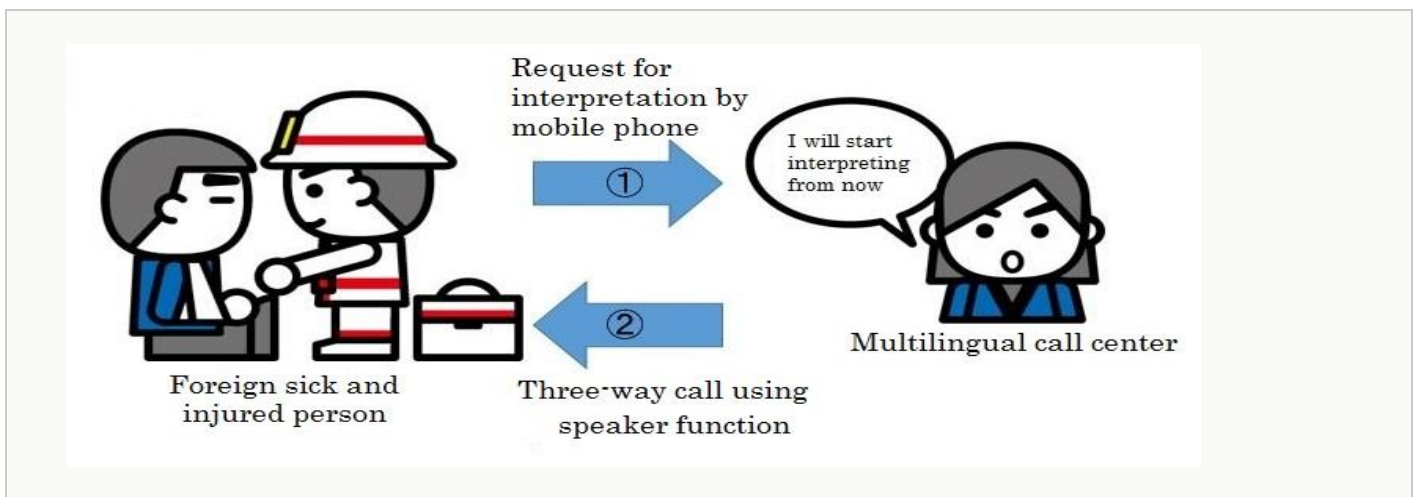 Request for
interpretation by
mobile phone
①
I will start
interpreting
from now
②
Multilingual call center
Foreign sick and
injured person
Three-way call using
speaker function